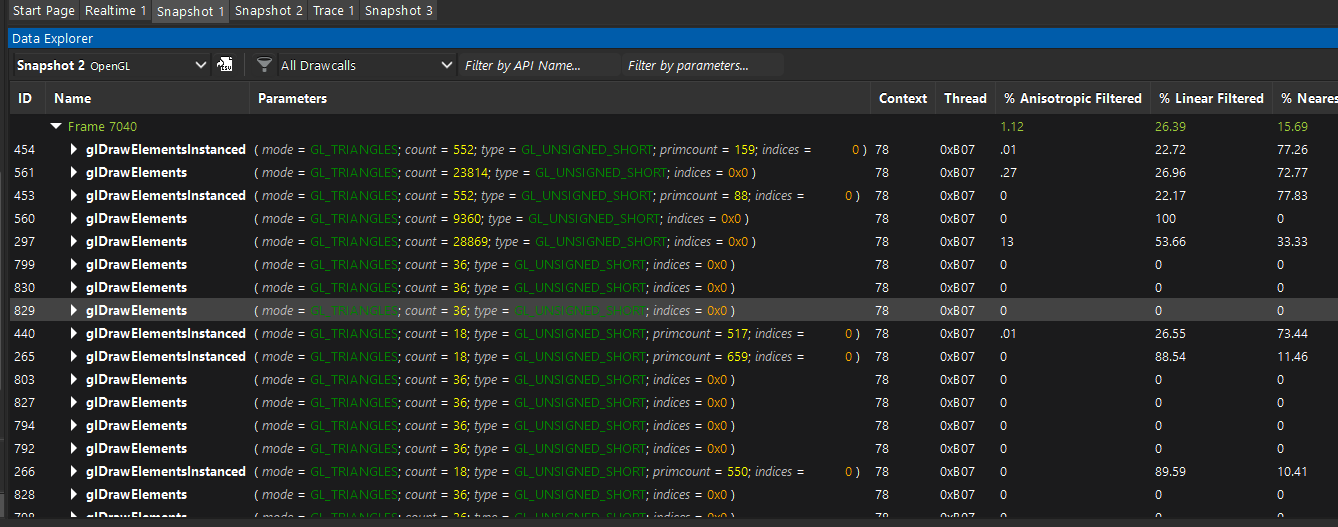 Start Page Realtime 1 Snapshot 1 Snapshot 2 Trace 1 Snapshot 3
Data Explorer
Snapshot 2 OpenGL CSV All Drawcalls Filter by API Name... Filter by parameters...
ID Name Parameters Context Thread % Anisotropic Filtered % Linear Filtered % Neares
Frame 7040 1.12 26.39 15.69
454 glDrawElementsInstanced ( mode = GL_TRIANGLES; count = 552; type = GL_UNSIGNED_SHORT; primcount = 159; indices = 0 ) 78 0xB07 .01 22.72 77.26
561 glDrawElements ( mode = GL_TRIANGLES; count = 23814; type = GL_UNSIGNED_SHORT; indices = 0x0 ) 78 0xB07 .27 26.96 72.77
453 glDrawElementsInstanced ( mode = GL_TRIANGLES; count = 552; type = GL_UNSIGNED_SHORT; primcount = 88; indices = 0 ) 78 0xB07 0 22.17 77.83
560 glDrawElements ( mode = GL_TRIANGLES; count = 9360; type = GL_UNSIGNED_SHORT; indices = 0x0 ) 78 0xB07 0 100 0
297 glDrawElements ( mode = GL_TRIANGLES; count = 28869; type = GL_UNSIGNED_SHORT; indices = 0x0 ) 78 0xB07 13 53.66 33.33
799 glDrawElements ( mode = GL_TRIANGLES; count = 36; type = GL_UNSIGNED_SHORT; indices = 0x0 ) 78 0xB07 0 0 0
830 glDrawElements ( mode = GL_TRIANGLES; count = 36; type = GL_UNSIGNED_SHORT; indices = 0x0 ) 78 0xB07 0 0 0
829 glDrawElements ( mode = GL_TRIANGLES; count = 36; type = GL_UNSIGNED_SHORT; indices = 0x0 ) 78 0xB07 0 0 0
440 glDrawElementsInstanced ( mode = GL_TRIANGLES; count = 18; type = GL_UNSIGNED_SHORT; primcount = 517; indices = 0 ) 78 0xB07 .01 26.55 73.44
265 glDrawElementsInstanced ( mode = GL_TRIANGLES; count = 18; type = GL_UNSIGNED_SHORT; primcount = 659; indices = 0 ) 78 0xB07 0 88.54 11.46
803 glDrawElements ( mode = GL_TRIANGLES; count = 36; type = GL_UNSIGNED_SHORT; indices = 0x0 ) 78 0xB07 0 0 0
827 glDrawElements ( mode = GL_TRIANGLES; count = 36; type = GL_UNSIGNED_SHORT; indices = 0x0 ) 78 0xB07 0 0 0
794 glDrawElements ( mode = GL_TRIANGLES; count = 36; type = GL_UNSIGNED_SHORT; indices = 0x0 ) 78 0xB07 0 0 0
792 glDrawElements ( mode = GL_TRIANGLES; count = 36; type = GL_UNSIGNED_SHORT; indices = 0x0 ) 78 0xB07 0 0 0
266 glDrawElementsInstanced ( mode = GL_TRIANGLES; count = 18; type = GL_UNSIGNED_SHORT; primcount = 550; indices = 0 ) 78 0xB07 0 89.59 10.41
828 glDrawElements ( mode = GL_TRIANGLES; count = 36; type = GL_UNSIGNED_SHORT; indices = 0x0 ) 78 0xB07 0 0 0
glDrawElements ( mode = GL_TRIANGLES; count = 36; type = GL_UNSIGNED_SHORT; indices = 0x0 ) 78 0xB07 0 0 0